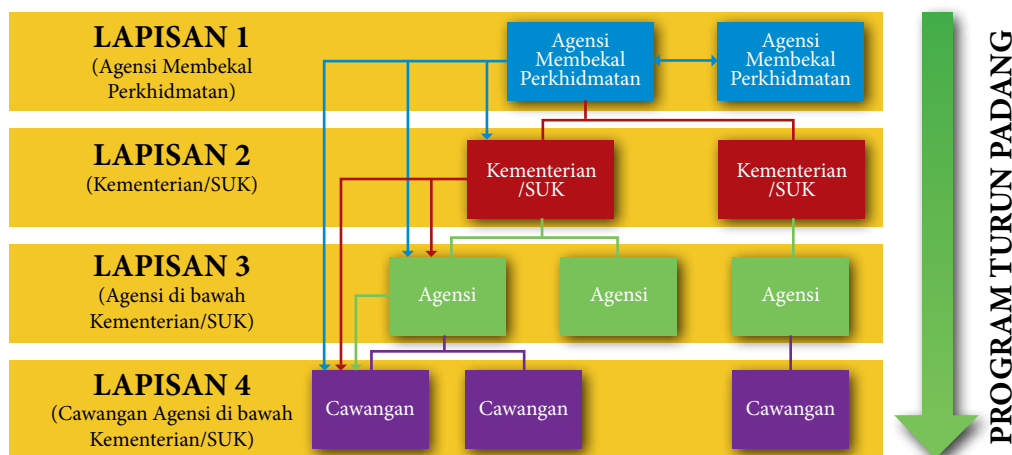 LAPISAN 1
(Agensi Membekal
Perkhidmatan)
Agensi
Membekal
Perkhidmatan
Agensi
Membekal
Perkhidmatan
LAPISAN 2
(Kementerian/SUK)
Kementerian
/SUK
Kementerian
/SUK
LAPISAN 3
(Agensi di bawah
Kementerian/SUK)
Agensi
Agensi
Agensi
LAPISAN 4
(Cawangan Agensi di bawah
Kementerian/SUK)
Cawangan
Cawangan
Cawangan
PROGRAM TURUN PADANG